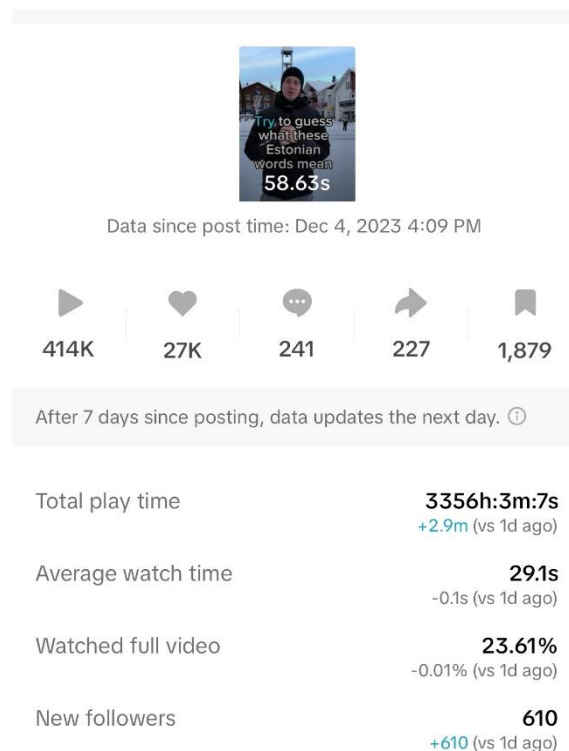 Try to guess
what these
Estonian
words mean
58.63s
Data since post time: Dec 4, 2023 4:09 PM
414K 27K 241 227 1,879
After 7 days since posting, data updates the next day.
Total play time 3356h:3m:7s
+2.9m (vs 1d ago)
Average watch time 29.1s
-0.1s (vs 1d ago)
Watched full video 23.61%
-0.01% (vs 1d ago)
New followers 610
+610 (vs 1d ago)